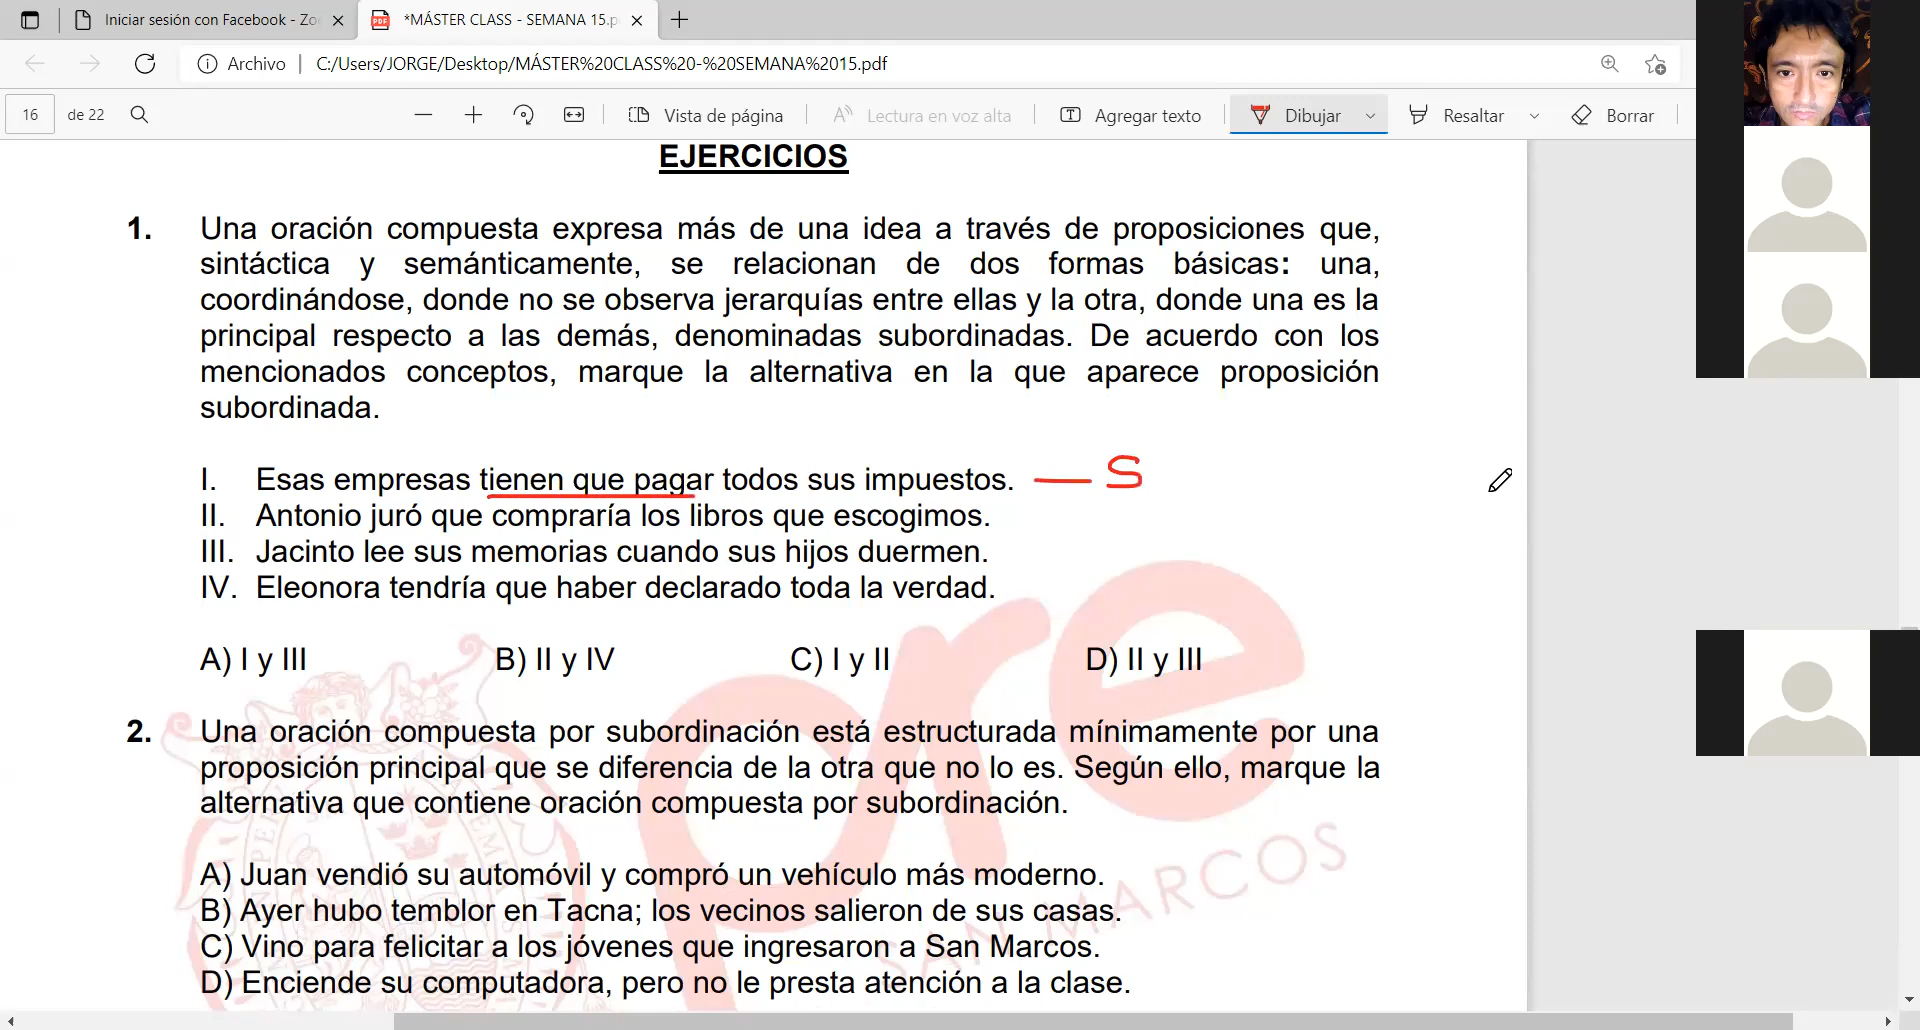 Iniciar sesión con Facebook - Zo
*MÁSTER CLASS - SEMANA 15.p
Archivo
C:/Users/JORGE/Desktop/MÁSTER%20CLASS%20-%20SEMANA%2015.pdf
16 de 22
Vista de página
Lectura en voz alta
Agregar texto
Dibujar
Resaltar
Borrar
EJERCICIOS
1. Una oración compuesta expresa más de una idea a través de proposiciones que,
sintáctica y semánticamente, se relacionan de dos formas básicas: una,
coordinándose, donde no se observa jerarquías entre ellas y la otra, donde una es la
principal respecto a las demás, denominadas subordinadas. De acuerdo con los
mencionados conceptos, marque la alternativa en la que aparece proposición
subordinada.
I. Esas empresas tienen que pagar todos sus impuestos. — S
II. Antonio juró que compraría los libros que escogimos.
III. Jacinto lee sus memorias cuando sus hijos duermen.
IV. Eleonora tendría que haber declarado toda la verdad.
A) I y III B) II y IV C) I y II D) II y III
2. Una oración compuesta por subordinación está estructurada mínimamente por una
proposición principal que se diferencia de la otra que no lo es. Según ello, marque la
alternativa que contiene oración compuesta por subordinación.
A) Juan vendió su automóvil y compró un vehículo más moderno.
B) Ayer hubo temblor en Tacna; los vecinos salieron de sus casas.
C) Vino para felicitar a los jóvenes que ingresaron a San Marcos.
D) Enciende su computadora, pero no le presta atención a la clase.
pre
SAN MARCOS